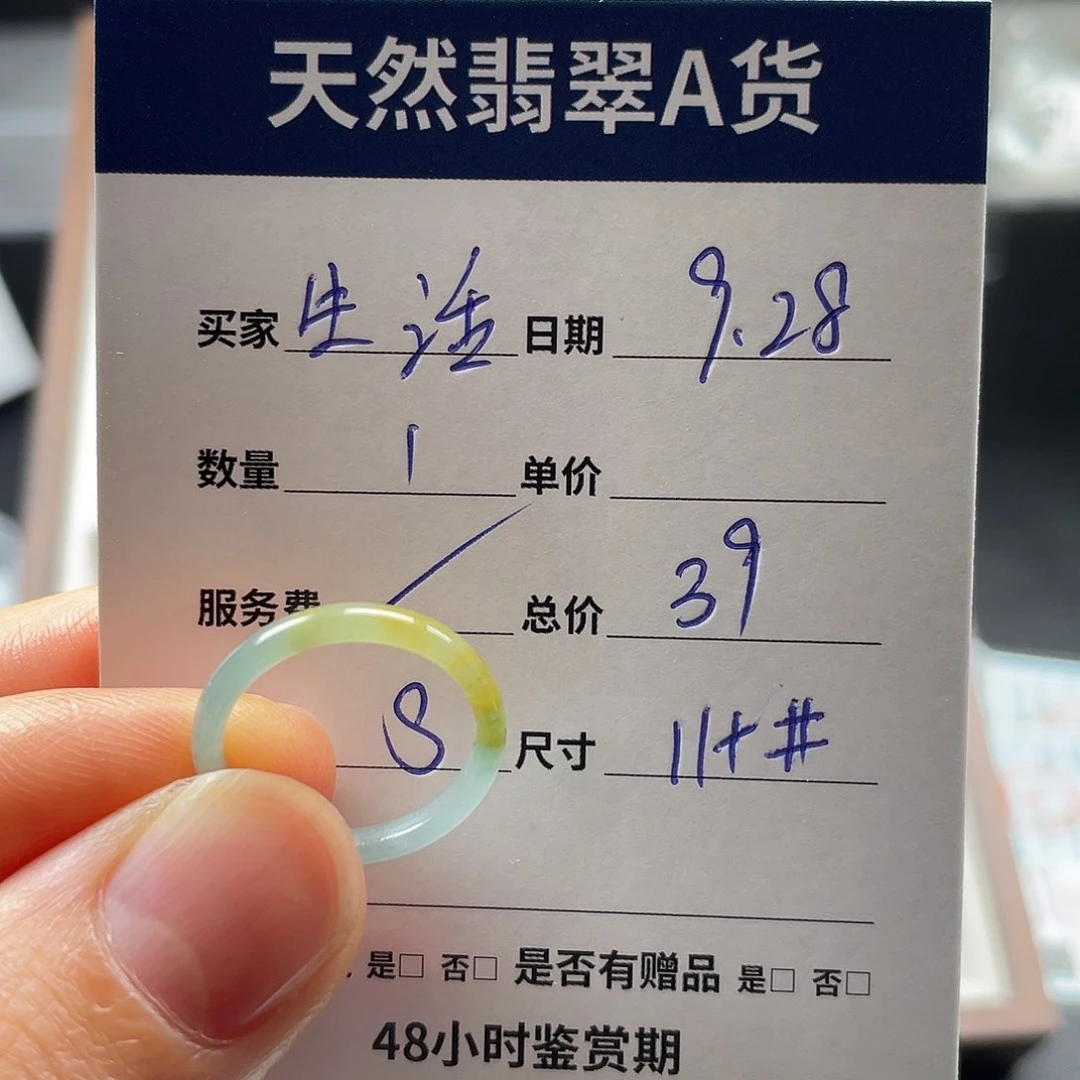 天然翡翠A货
买家 生活 日期 9.28
数量 1 单价
服务费 / 总价 39
S 尺寸 11+#
是□ 否□ 是否有赠品 是□ 否□
48小时鉴赏期